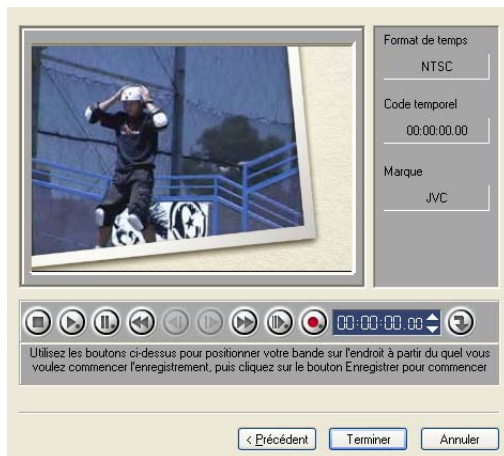 Format de temps
NTSC
Code temporel
00:00:00.00
Marque
JVC
00:00:00.00
Utilisez les boutons ci-dessus pour positionner votre bande sur l'endroit à partir du quel vous
voulez commencer l'enregistrement, puis cliquez sur le bouton Enregistrer pour commencer
< Précédent
Terminer
Annuler